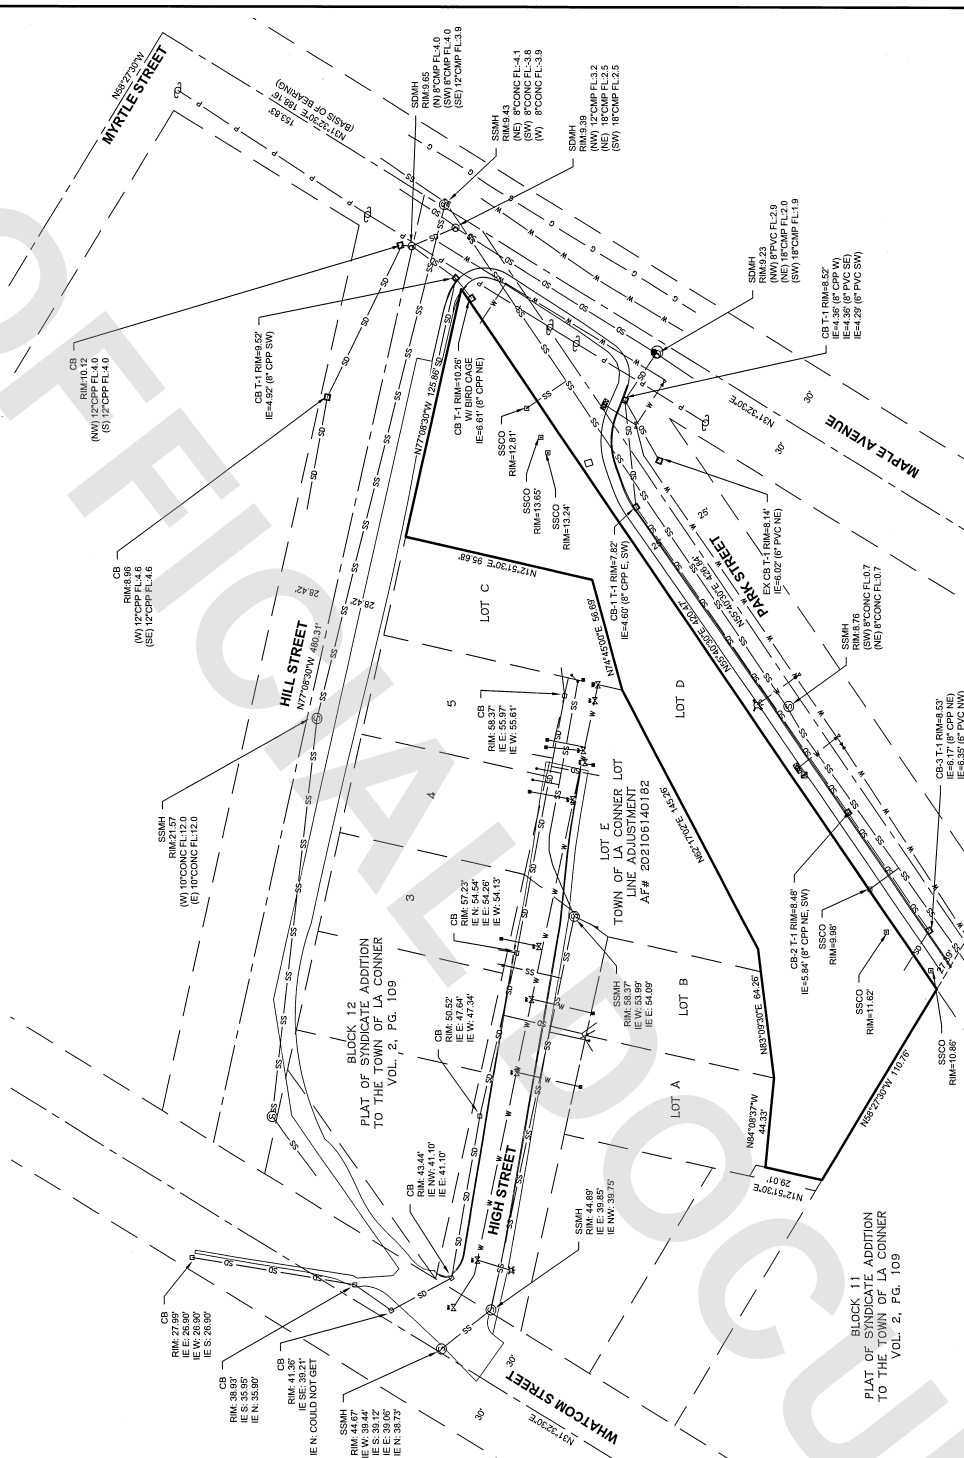 N58°27'30"W
MYRTLE STREET
N31°32'30"E 188.16'
(BASIS OF BEARING)
153.83'
SDMH
RIM:9.65
(N) 8"CMP FL:4.0
(SW) 8"CMP FL:4.0
(SE) 12"CMP FL:3.9
SSMH
RIM:9.43
(NE) 8"CONC FL:-4.1
(SW) 8"CONC FL:-3.8
(W) 8"CONC FL:-3.9
SDMH
RIM:9.39
(NW) 12"CMP FL:3.2
(NE) 18"CMP FL:2.5
(SW) 18"CMP FL:2.5
SDMH
RIM:9.23
(NW) 8"PVC FL:2.9
(NE) 18"CMP FL:2.0
(SW) 18"CMP FL:1.9
CB T-1 RIM=8.52'
IE=4.36' (8" CPP W)
IE=4.36' (8" PVC SE)
IE=4.29' (6" PVC SW)
CB
RIM:10.12
(NW) 12"CPP FL:4.0
(S) 12"CPP FL:4.0
CB T-1 RIM=9.52'
IE=4.92' (8" CPP SW)
CB
RIM:8.96
(W) 12"CPP FL:4.6
(SE) 12"CPP FL:4.6
N77°08'30"W 125.86'
CB T-1 RIM=10.26'
W/ BIRD CAGE
IE=6.61' (8" CPP NE)
SSCO
RIM=12.81'
SSCO
RIM=13.65'
SSCO
RIM=13.24'
N31°32'30"E
30'
30'
MAPLE AVENUE
HILL STREET
N77°08'30"W 480.31'
28.42'
28.42'
N12°51'30"E 95.68'
LOT C
N74°45'00"E 56.69'
CB-1 T-1 RIM=7.82'
IE=4.60' (8" CPP E, SW)
PARK STREET
N55°40'30"E 426.84'
25'
N55°40'30"E 420.47'
EX CB T-1 RIM=8.14'
IE=6.02' (6" PVC NE)
SSMH
RIM:8.76
(SW) 8"CONC FL:0.7
(NE) 8"CONC FL:0.7
SSMH
RIM:21.57
(W) 10"CONC FL:12.0
(E) 10"CONC FL:12.0
5
4
3
CB
RIM: 58.37'
IE E: 55.97'
IE W: 55.61'
LOT D
N62°17'02"E 145.26'
LOT E
TOWN OF LA CONNER LOT
LINE ADJUSTMENT
AF# 202106140182
CB
RIM: 57.23'
IE N: 54.54'
IE E: 54.26'
IE W: 54.13'
SSMH
RIM: 58.37'
IE W: 53.99'
IE E: 54.09'
CB-2 T-1 RIM=8.48'
IE=5.84' (8" CPP NE, SW)
SSCO
RIM=9.98'
CB-3 T-1 RIM=8.53'
IE=6.17' (8" CPP NE)
IE=6.35' (6" PVC NW)
SSCO
RIM=11.62'
SSCO
RIM=10.86'
BLOCK 12
PLAT OF SYNDICATE ADDITION
TO THE TOWN OF LA CONNER
VOL. 2, PG. 109
CB
RIM: 50.52'
IE E: 47.64'
IE W: 47.34'
LOT B
N83°09'30"E 64.26'
LOT A
N84°08'37"W
44.33'
N58°27'30"W 110.76'
N12°51'30"E
29.01'
CB
RIM: 43.44'
IE NW: 41.10'
IE E: 41.10'
HIGH STREET
SSMH
RIM: 44.89'
IE E: 39.85'
IE NW: 39.75'
CB
RIM: 27.99'
IE E: 26.90'
IE W: 26.90'
IE S: 26.90'
CB
RIM: 38.93'
IE S: 35.95'
IE N: 35.90'
CB
RIM: 41.36'
IE SE: 39.21'
IE N: COULD NOT GET
SSMH
RIM: 44.67'
IE W: 39.44'
IE S: 39.12'
IE E: 39.06'
IE N: 38.73'
30'
30'
WHATCOM STREET
N31°32'30"E
BLOCK 11
PLAT OF SYNDICATE ADDITION
TO THE TOWN OF LA CONNER
VOL. 2, PG. 109